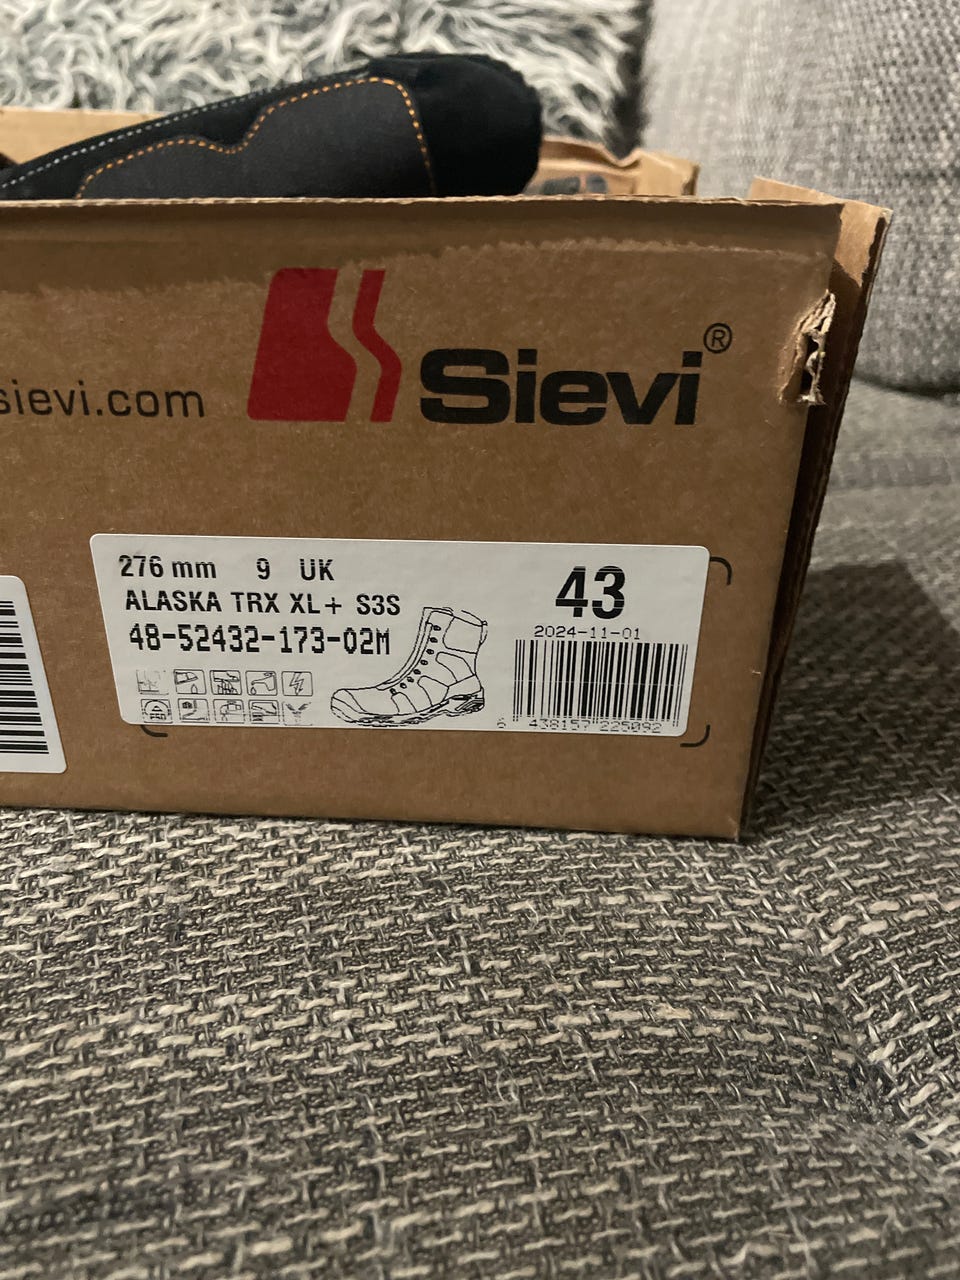 Sievi®
sievi.com
276 mm 9 UK
ALASKA TRX XL+ S3S
48-52432-173-02M
43
2024-11-01
ESD
6 438157 225092